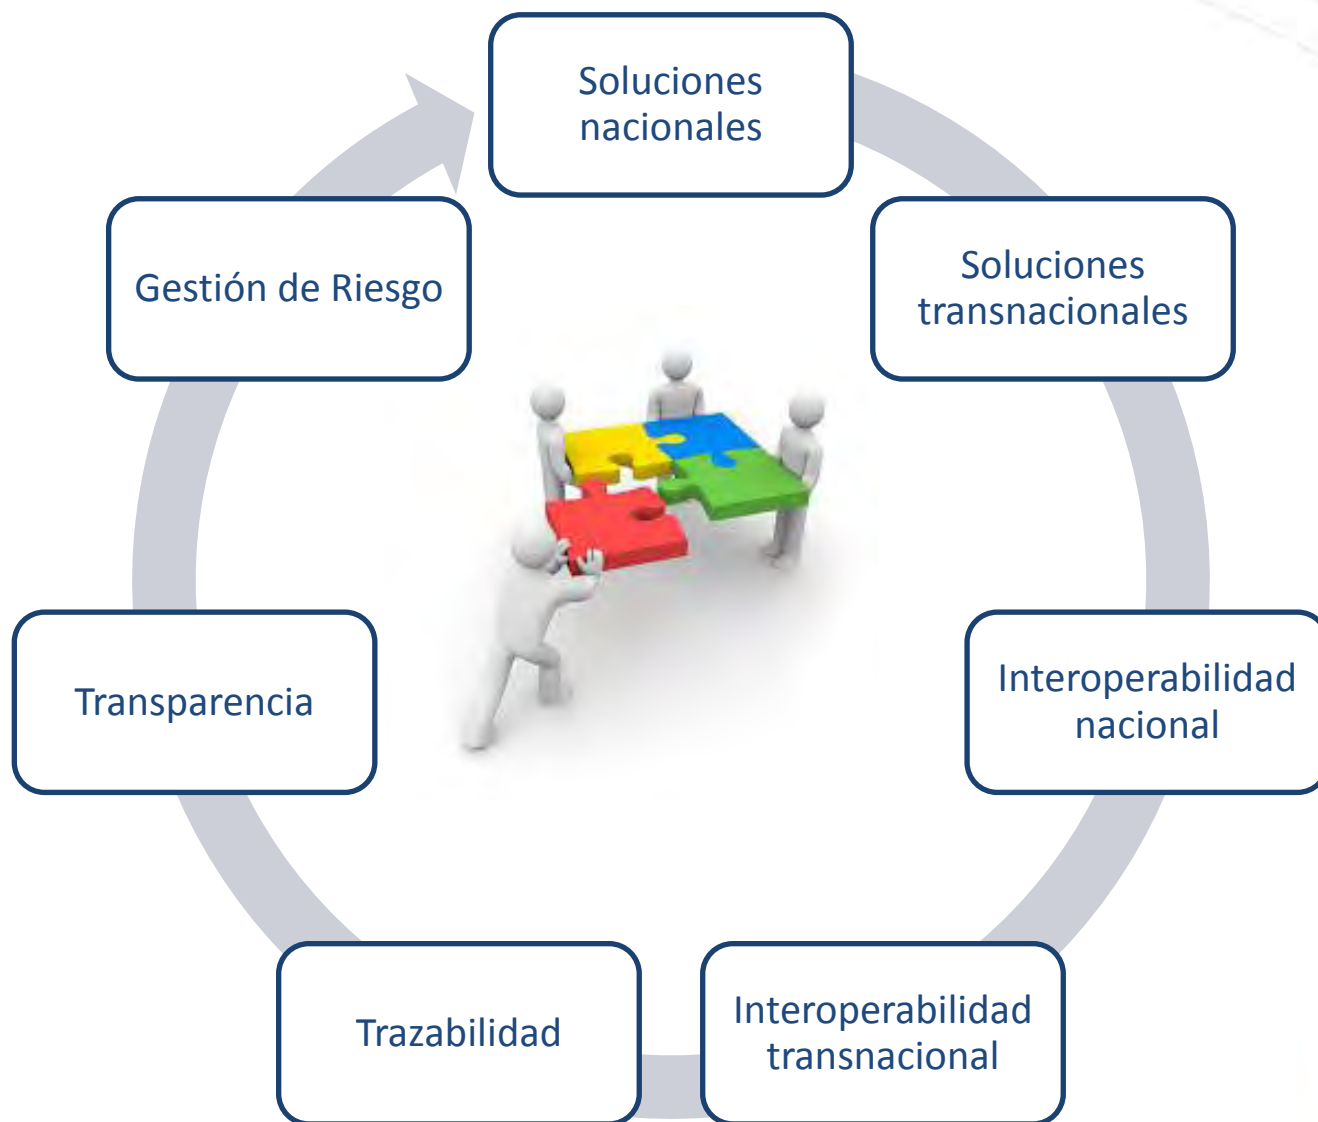 Soluciones
nacionales
Soluciones
transnacionales
Interoperabilidad
nacional
Interoperabilidad
transnacional
Trazabilidad
Transparencia
Gestión de Riesgo